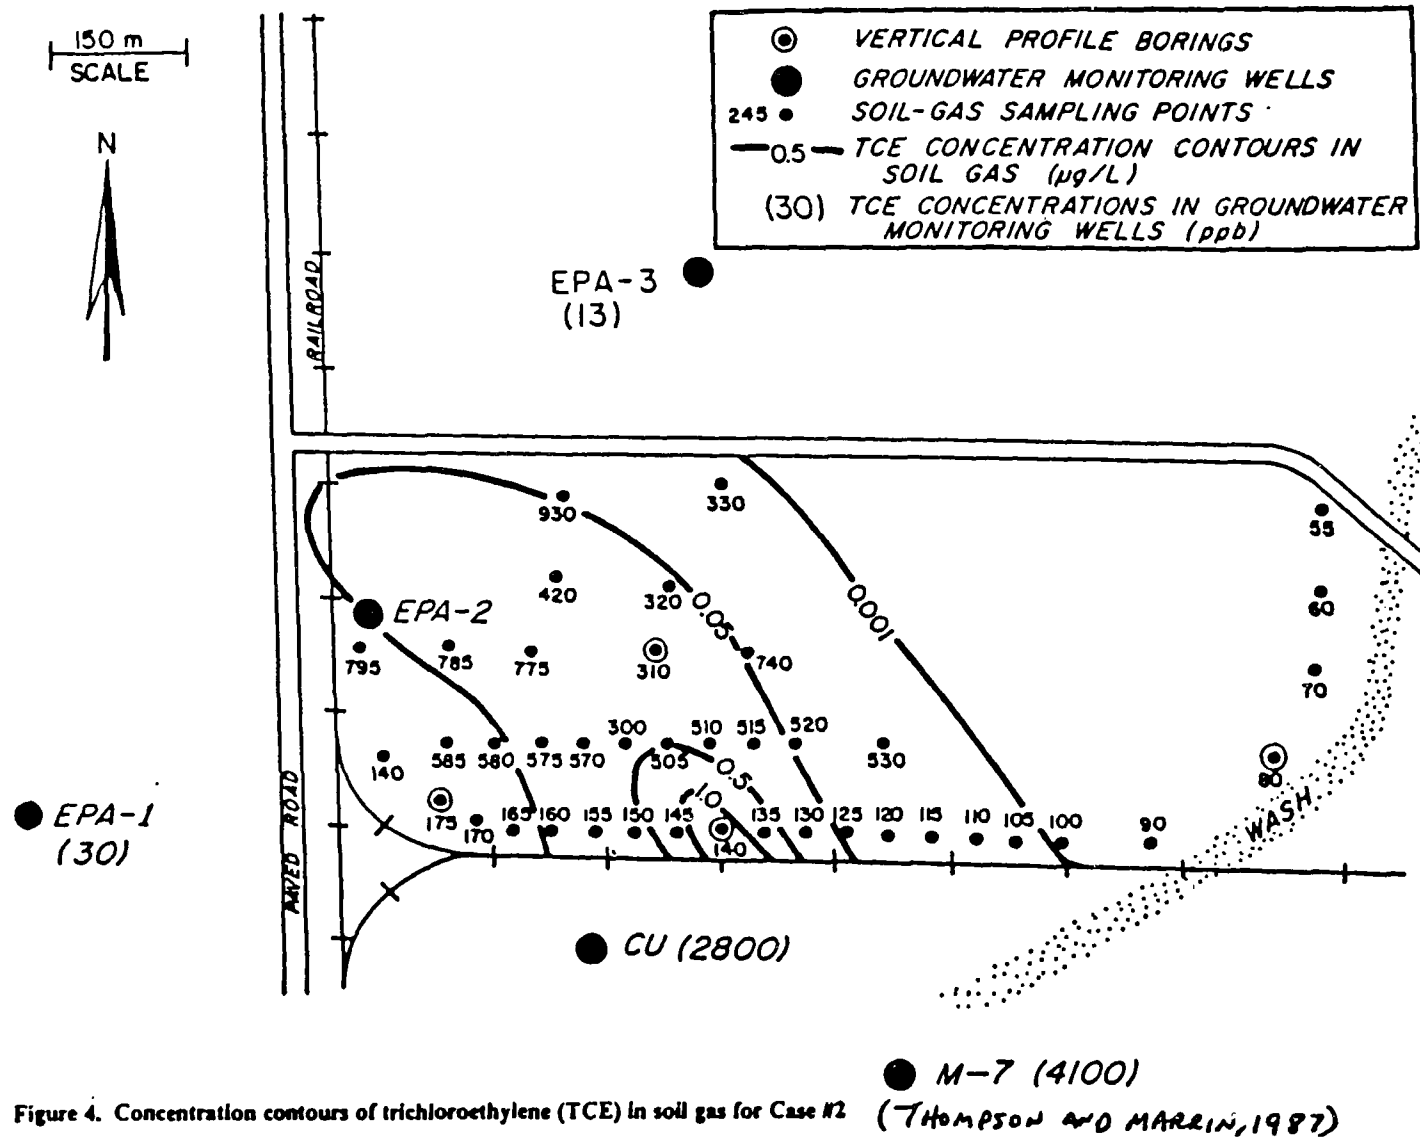 150 m
SCALE
N
VERTICAL PROFILE BORINGS
GROUNDWATER MONITORING WELLS
245 SOIL-GAS SAMPLING POINTS
0.5 TCE CONCENTRATION CONTOURS IN
SOIL GAS (µg/L)
(30) TCE CONCENTRATIONS IN GROUNDWATER
MONITORING WELLS (ppb)
RAILROAD
EPA-3
(13)
930
330
55
420
320
0.05
0.001
60
EPA-2
795
785
775
310
740
70
300
510
515
520
140
585
580
575
570
505
0.5
530
80
1.0
175
170
165
160
155
150
145
140
135
130
125
120
115
110
105
100
90
WASH
PAVED ROAD
EPA-1
(30)
CU (2800)
M-7 (4100)
Figure 4. Concentration contours of trichloroethylene (TCE) in soil gas for Case #2 (THOMPSON AND MARRIN, 1987)